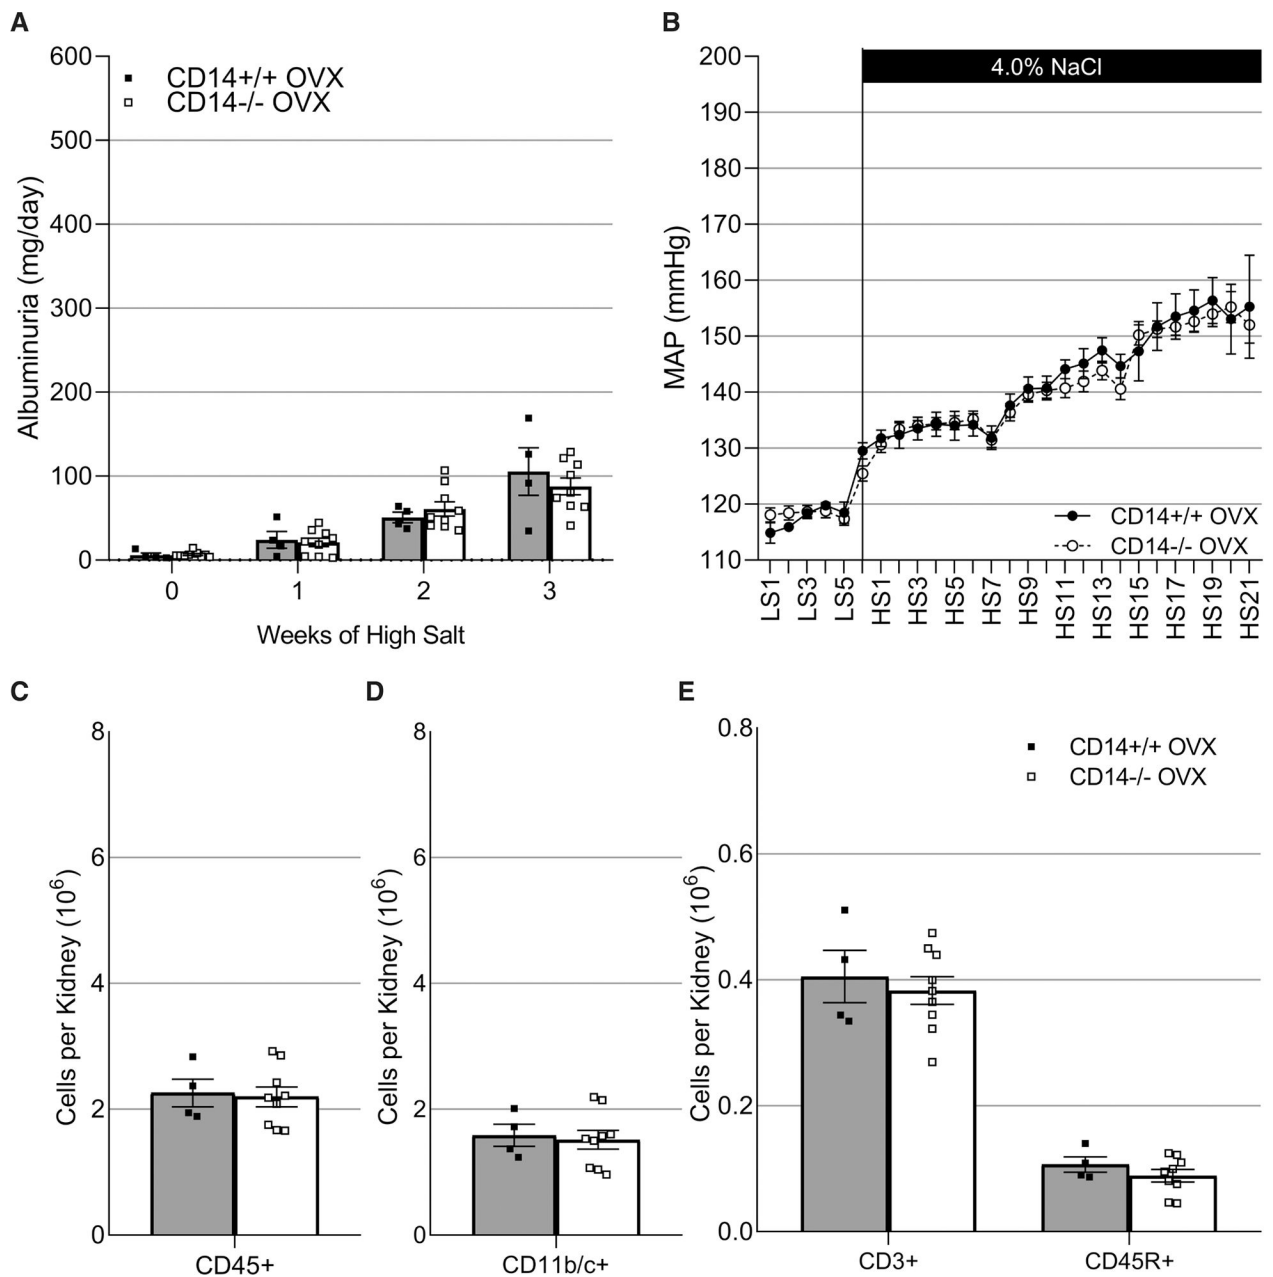 A
600
500
400
300
200
100
0
Albuminuria (mg/day)
CD14+/+ OVX
CD14-/- OVX
0 1 2 3
Weeks of High Salt
B
200
190
180
170
160
150
140
130
120
110
MAP (mmHg)
4.0% NaCl
CD14+/+ OVX
CD14-/- OVX
LS1 LS3 LS5 HS1 HS3 HS5 HS7 HS9 HS11 HS13 HS15 HS17 HS19 HS21
C
8
6
4
2
0
Cells per Kidney (10⁶)
CD45+
D
8
6
4
2
0
Cells per Kidney (10⁶)
CD11b/c+
E
0.8
0.6
0.4
0.2
0.0
Cells per Kidney (10⁶)
CD14+/+ OVX
CD14-/- OVX
CD3+ CD45R+